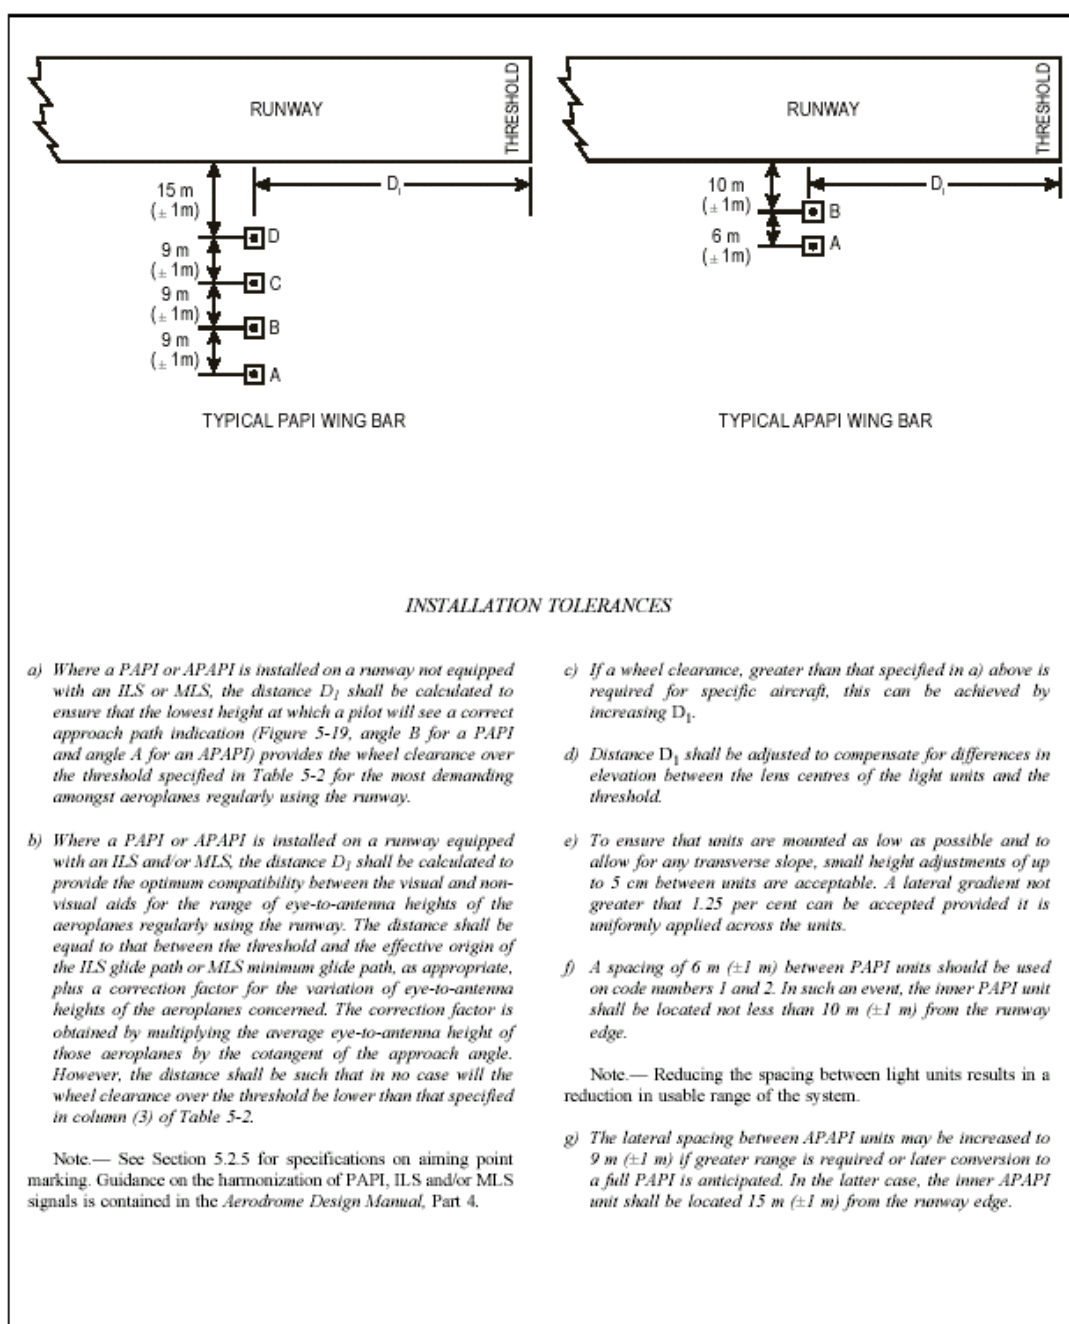 RUNWAY
THRESHOLD
15 m
(± 1m)
D₁
D
9 m
(± 1m)
C
9 m
(± 1m)
B
9 m
(± 1m)
A
TYPICAL PAPI WING BAR
RUNWAY
THRESHOLD
10 m
(± 1m)
D₁
B
6 m
(± 1m)
A
TYPICAL APAPI WING BAR
INSTALLATION TOLERANCES
a) Where a PAPI or APAPI is installed on a runway not equipped
with an ILS or MLS, the distance D₁ shall be calculated to
ensure that the lowest height at which a pilot will see a correct
approach path indication (Figure 5-19, angle B for a PAPI
and angle A for an APAPI) provides the wheel clearance over
the threshold specified in Table 5-2 for the most demanding
amongst aeroplanes regularly using the runway.
b) Where a PAPI or APAPI is installed on a runway equipped
with an ILS and/or MLS, the distance D₁ shall be calculated to
provide the optimum compatibility between the visual and non-
visual aids for the range of eye-to-antenna heights of the
aeroplanes regularly using the runway. The distance shall be
equal to that between the threshold and the effective origin of
the ILS glide path or MLS minimum glide path, as appropriate,
plus a correction factor for the variation of eye-to-antenna
heights of the aeroplanes concerned. The correction factor is
obtained by multiplying the average eye-to-antenna height of
those aeroplanes by the cotangent of the approach angle.
However, the distance shall be such that in no case will the
wheel clearance over the threshold be lower than that specified
in column (3) of Table 5-2.
Note.— See Section 5.2.5 for specifications on aiming point
marking. Guidance on the harmonization of PAPI, ILS and/or MLS
signals is contained in the Aerodrome Design Manual, Part 4.
c) If a wheel clearance, greater than that specified in a) above is
required for specific aircraft, this can be achieved by
increasing D₁.
d) Distance D₁ shall be adjusted to compensate for differences in
elevation between the lens centres of the light units and the
threshold.
e) To ensure that units are mounted as low as possible and to
allow for any transverse slope, small height adjustments of up
to 5 cm between units are acceptable. A lateral gradient not
greater that 1.25 per cent can be accepted provided it is
uniformly applied across the units.
f) A spacing of 6 m (±1 m) between PAPI units should be used
on code numbers 1 and 2. In such an event, the inner PAPI unit
shall be located not less than 10 m (±1 m) from the runway
edge.
Note.— Reducing the spacing between light units results in a
reduction in usable range of the system.
g) The lateral spacing between APAPI units may be increased to
9 m (±1 m) if greater range is required or later conversion to
a full PAPI is anticipated. In the latter case, the inner APAPI
unit shall be located 15 m (±1 m) from the runway edge.